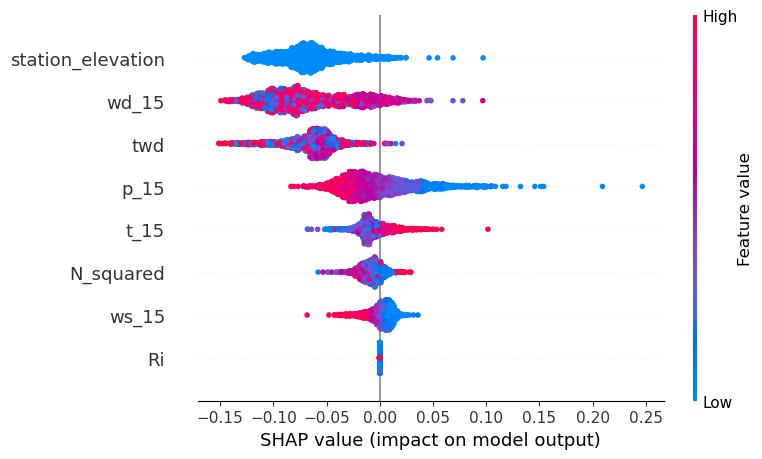 High
station_elevation
wd_15
twd
p_15
t_15
N_squared
ws_15
Ri
Feature value
Low
−0.15 −0.10 −0.05 0.00 0.05 0.10 0.15 0.20 0.25
SHAP value (impact on model output)